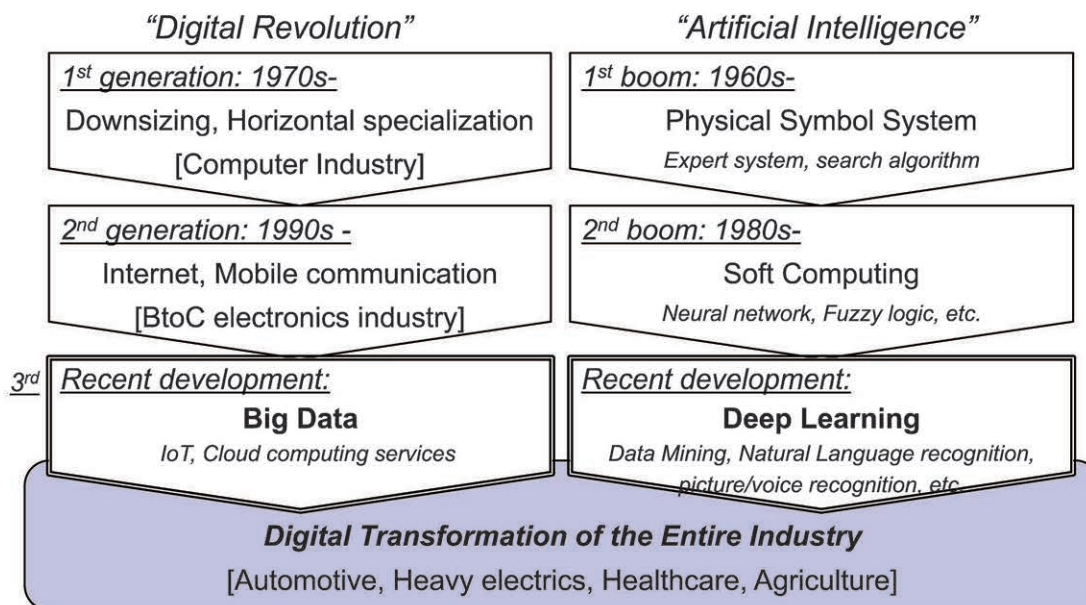 “Digital Revolution”
1st generation: 1970s-
Downsizing, Horizontal specialization
[Computer Industry]
2nd generation: 1990s -
Internet, Mobile communication
[BtoC electronics industry]
3rd
Recent development:
Big Data
IoT, Cloud computing services
“Artificial Intelligence”
1st boom: 1960s-
Physical Symbol System
Expert system, search algorithm
2nd boom: 1980s-
Soft Computing
Neural network, Fuzzy logic, etc.
Recent development:
Deep Learning
Data Mining, Natural Language recognition,
picture/voice recognition, etc.
Digital Transformation of the Entire Industry
[Automotive, Heavy electrics, Healthcare, Agriculture]